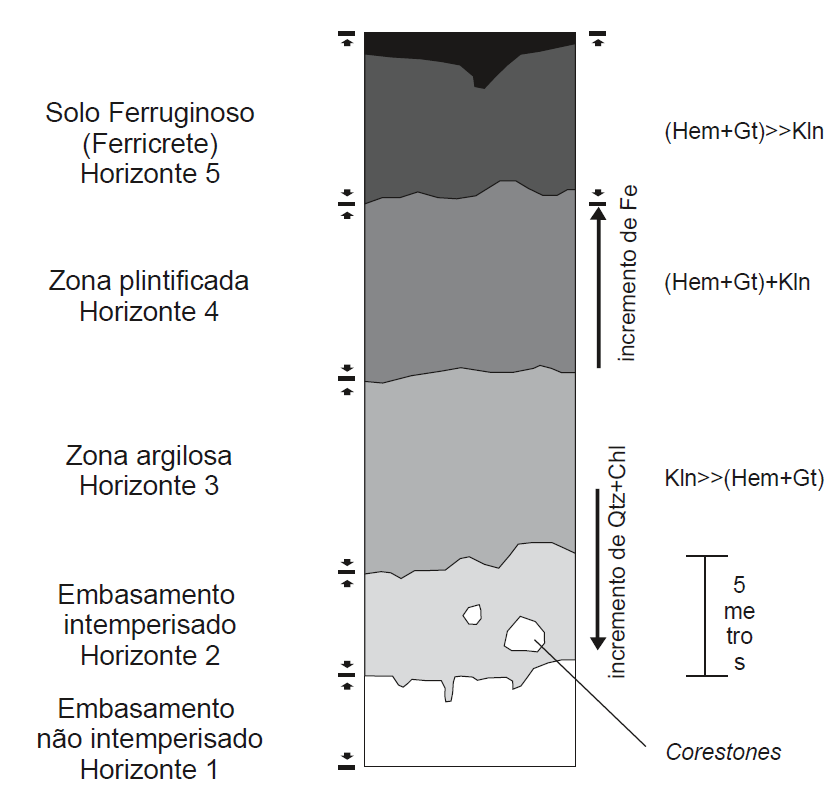 Solo Ferruginoso
(Ferricrete)
Horizonte 5
(Hem+Gt)>>Kln
incremento de Fe
Zona plintificada
Horizonte 4
(Hem+Gt)+Kln
Zona argilosa
Horizonte 3
Kln>>(Hem+Gt)
incremento de Qtz+Chl
Embasamento
intemperisado
Horizonte 2
5
me
tro
s
Embasamento
não intemperisado
Horizonte 1
Corestones